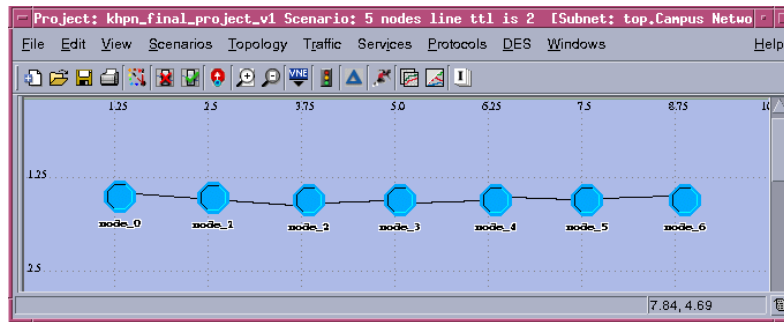 Project: khpn_final_project_v1 Scenario: 5 nodes line ttl is 2 [Subnet: top.Campus Netwo
File Edit View Scenarios Topology Traffic Services Protocols DES Windows Help
VNE I
1.25 2.5 3.75 5.0 6.25 7.5 8.75
1.25
node_0 node_1 node_2 node_3 node_4 node_5 node_6
2.5
7.84, 4.69